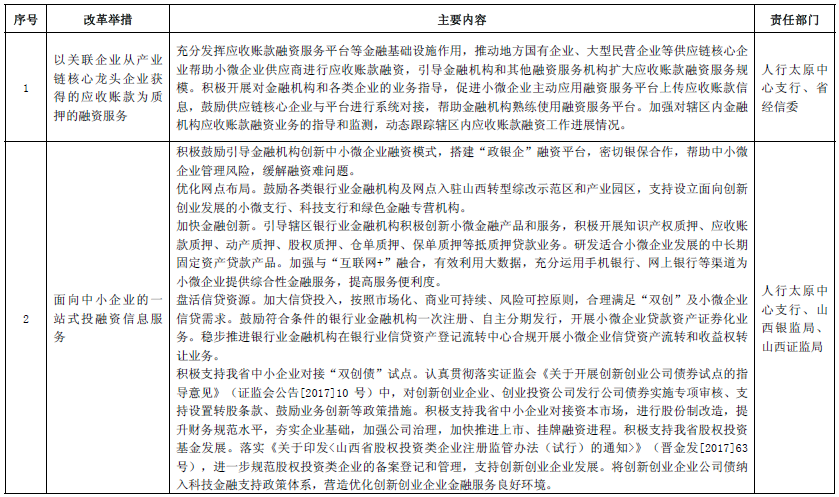 序号 改革举措 主要内容 责任部门
1
以关联企业从产业
链核心龙头企业获
得的应收账款为质
押的融资服务
充分发挥应收账款融资服务平台等金融基础设施作用，推动地方国有企业、大型民营企业等供应链核心企
业帮助小微企业供应商进行应收账款融资，引导金融机构和其他融资服务机构扩大应收账款融资服务规
模。积极开展对金融机构和各类企业的业务指导，促进小微企业主动应用融资服务平台上传应收账款信
息，鼓励供应链核心企业与平台进行系统对接，帮助金融机构熟练使用融资服务平台。加强对辖区内金融
机构应收账款融资业务的指导和监测，动态跟踪辖区内应收账款融资工作进展情况。
人行太原中
心支行、省
经信委
2
面向中小企业的一
站式投融资信息服
务
积极鼓励引导金融机构创新中小微企业融资模式，搭建“政银企”融资平台，密切银保合作，帮助中小微
企业管理风险，缓解融资难问题。
优化网点布局。鼓励各类银行业金融机构及网点入驻山西转型综改示范区和产业园区，支持设立面向创新
创业发展的小微支行、科技支行和绿色金融专营机构。
加快金融创新。引导辖区银行业金融机构积极创新小微金融产品和服务，积极开展知识产权质押、应收账
款质押、动产质押、股权质押、仓单质押、保单质押等抵质押贷款业务。研发适合小微企业发展的中长期
固定资产贷款产品。加强与“互联网+”融合，有效利用大数据，充分运用手机银行、网上银行等渠道为
小微企业提供综合性金融服务，提高服务便利度。
盘活信贷资源。加大信贷投入，按照市场化、商业可持续、风险可控原则，合理满足“双创”及小微企业
信贷需求。鼓励符合条件的银行业金融机构一次注册、自主分期发行，开展小微企业贷款资产证券化业
务。稳步推进银行业金融机构在银行业信贷资产登记流转中心合规开展小微企业信贷资产流转和收益权转
让业务。
积极支持我省中小企业对接“双创债”试点。认真贯彻落实证监会《关于开展创新创业公司债券试点的指
导意见》（证监会公告[2017]10 号）中，对创新创业企业、创业投资公司发行公司债券实施专项审核、支
持设置转股条款、鼓励业务创新等政策措施。积极支持我省中小企业对接资本市场，进行股份制改造，提
升财务规范水平，夯实企业基础，加强公司治理，加快推进上市、挂牌融资进程。积极支持我省股权投资
基金发展。落实《关于印发<山西省股权投资类企业注册监管办法（试行）的通知>》（晋金发[2017]63
号），进一步规范股权投资类企业的备案登记和管理，支持创新创业企业发展。将创新创业企业公司债纳
入科技金融支持政策体系，营造优化创新创业企业金融服务良好环境。
人行太原中
心支行、山
西银监局、
山西证监局